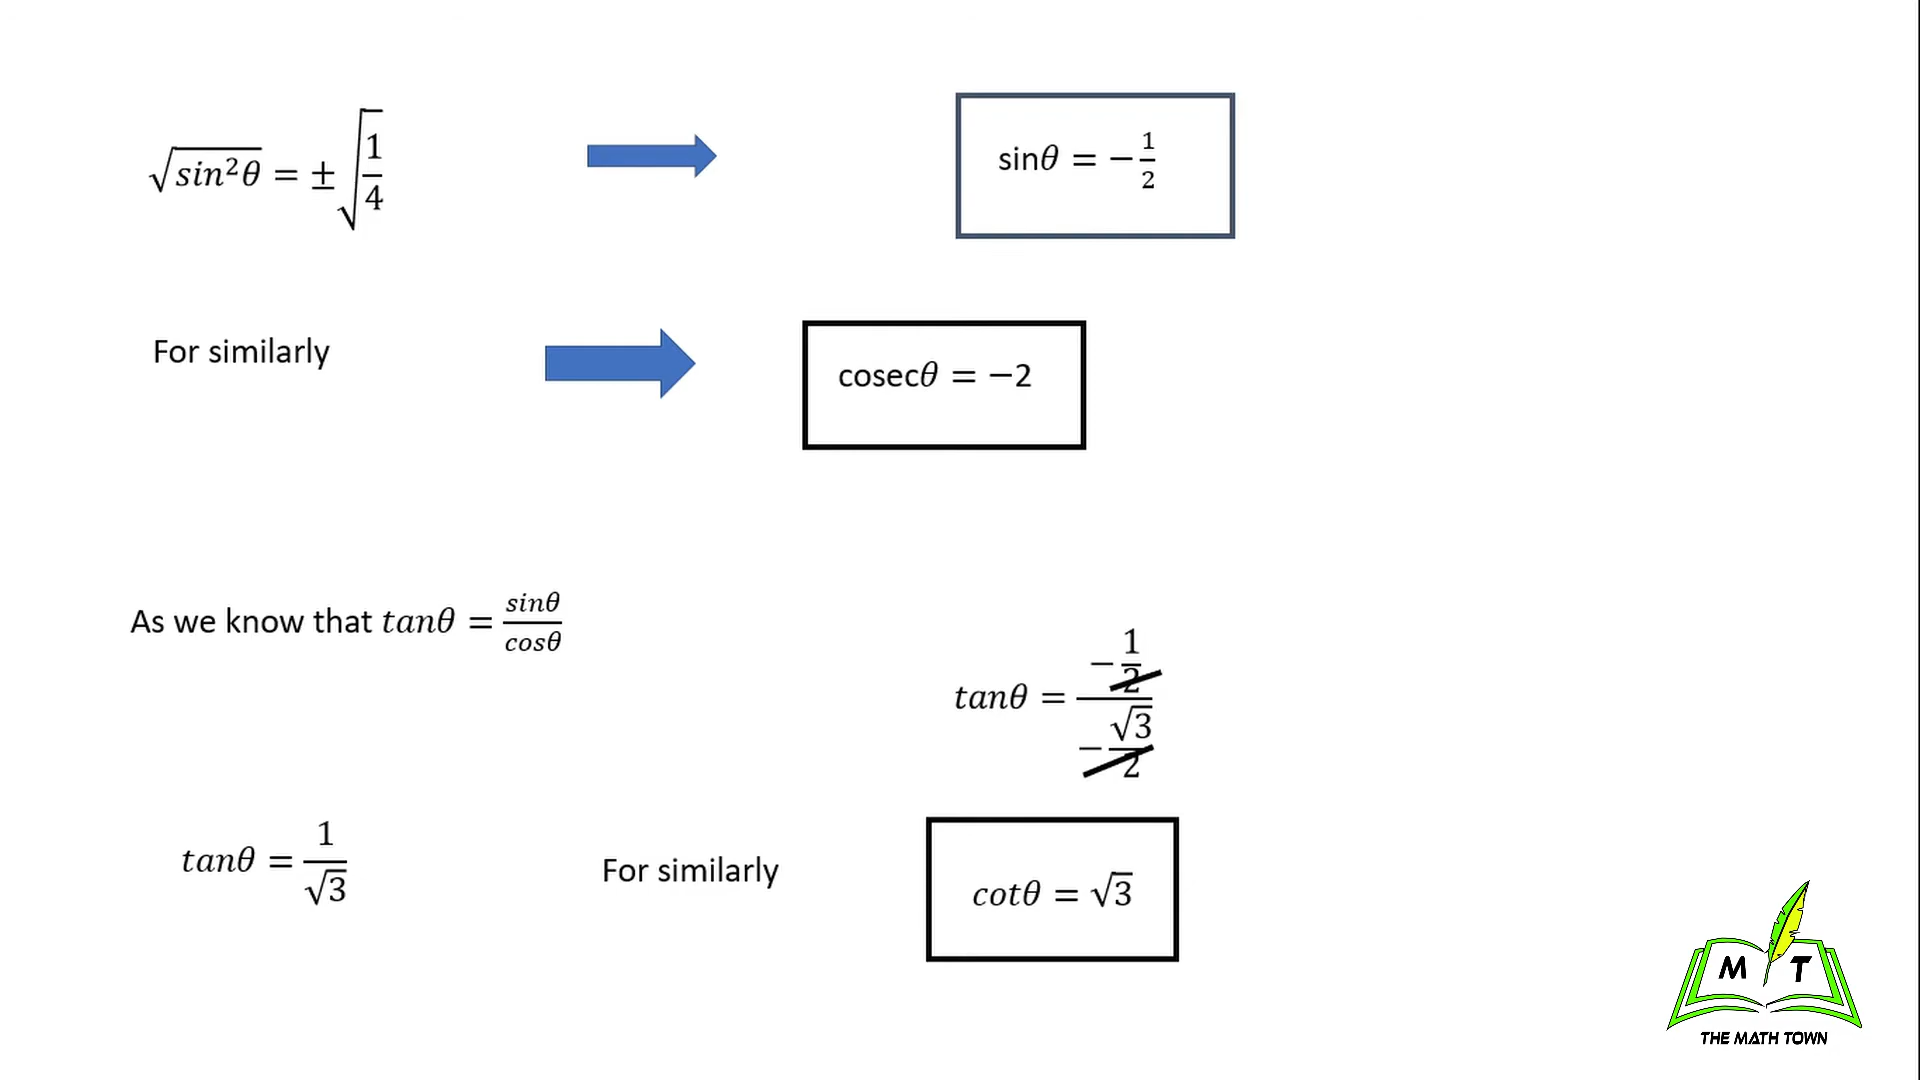 √sin²θ = ±√1/4
sinθ = −1/2
For similarly
cosecθ = −2
As we know that tanθ = sinθ/cosθ
tanθ = −1/2 / −√3/2
tanθ = 1/√3
For similarly
cotθ = √3
M T
THE MATH TOWN